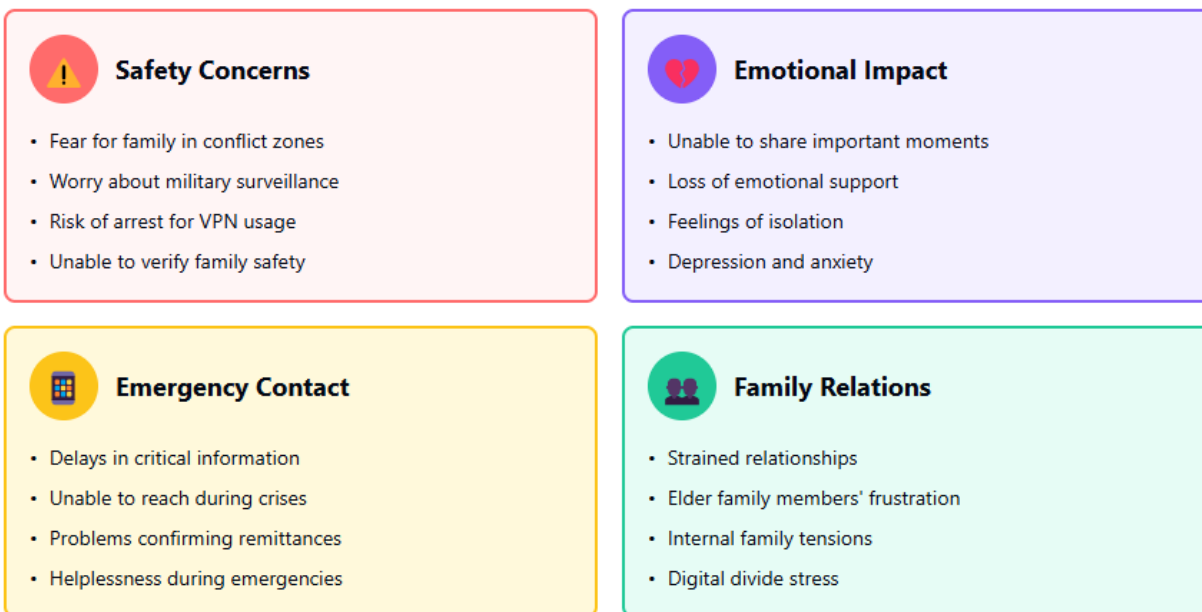 Safety Concerns
• Fear for family in conflict zones
• Worry about military surveillance
• Risk of arrest for VPN usage
• Unable to verify family safety
Emotional Impact
• Unable to share important moments
• Loss of emotional support
• Feelings of isolation
• Depression and anxiety
Emergency Contact
• Delays in critical information
• Unable to reach during crises
• Problems confirming remittances
• Helplessness during emergencies
Family Relations
• Strained relationships
• Elder family members' frustration
• Internal family tensions
• Digital divide stress